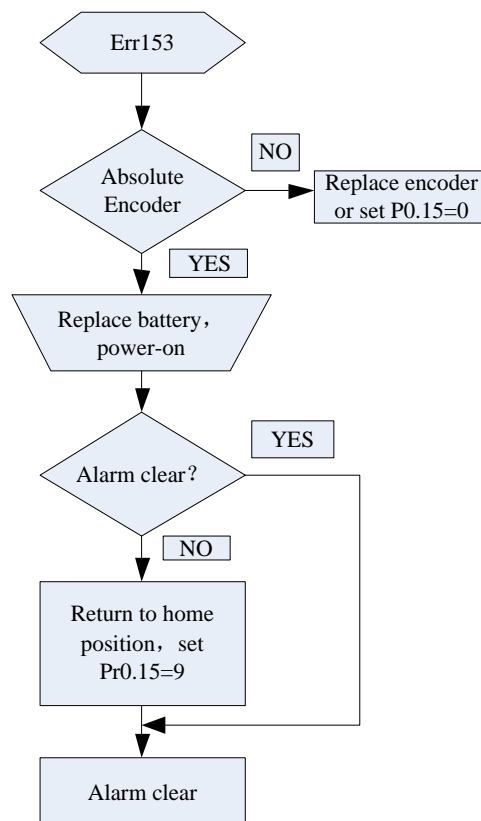 Err153
Absolute
Encoder
NO
Replace encoder
or set P0.15=0
YES
Replace battery，
power-on
Alarm clear？
YES
NO
Return to home
position，set
Pr0.15=9
Alarm clear